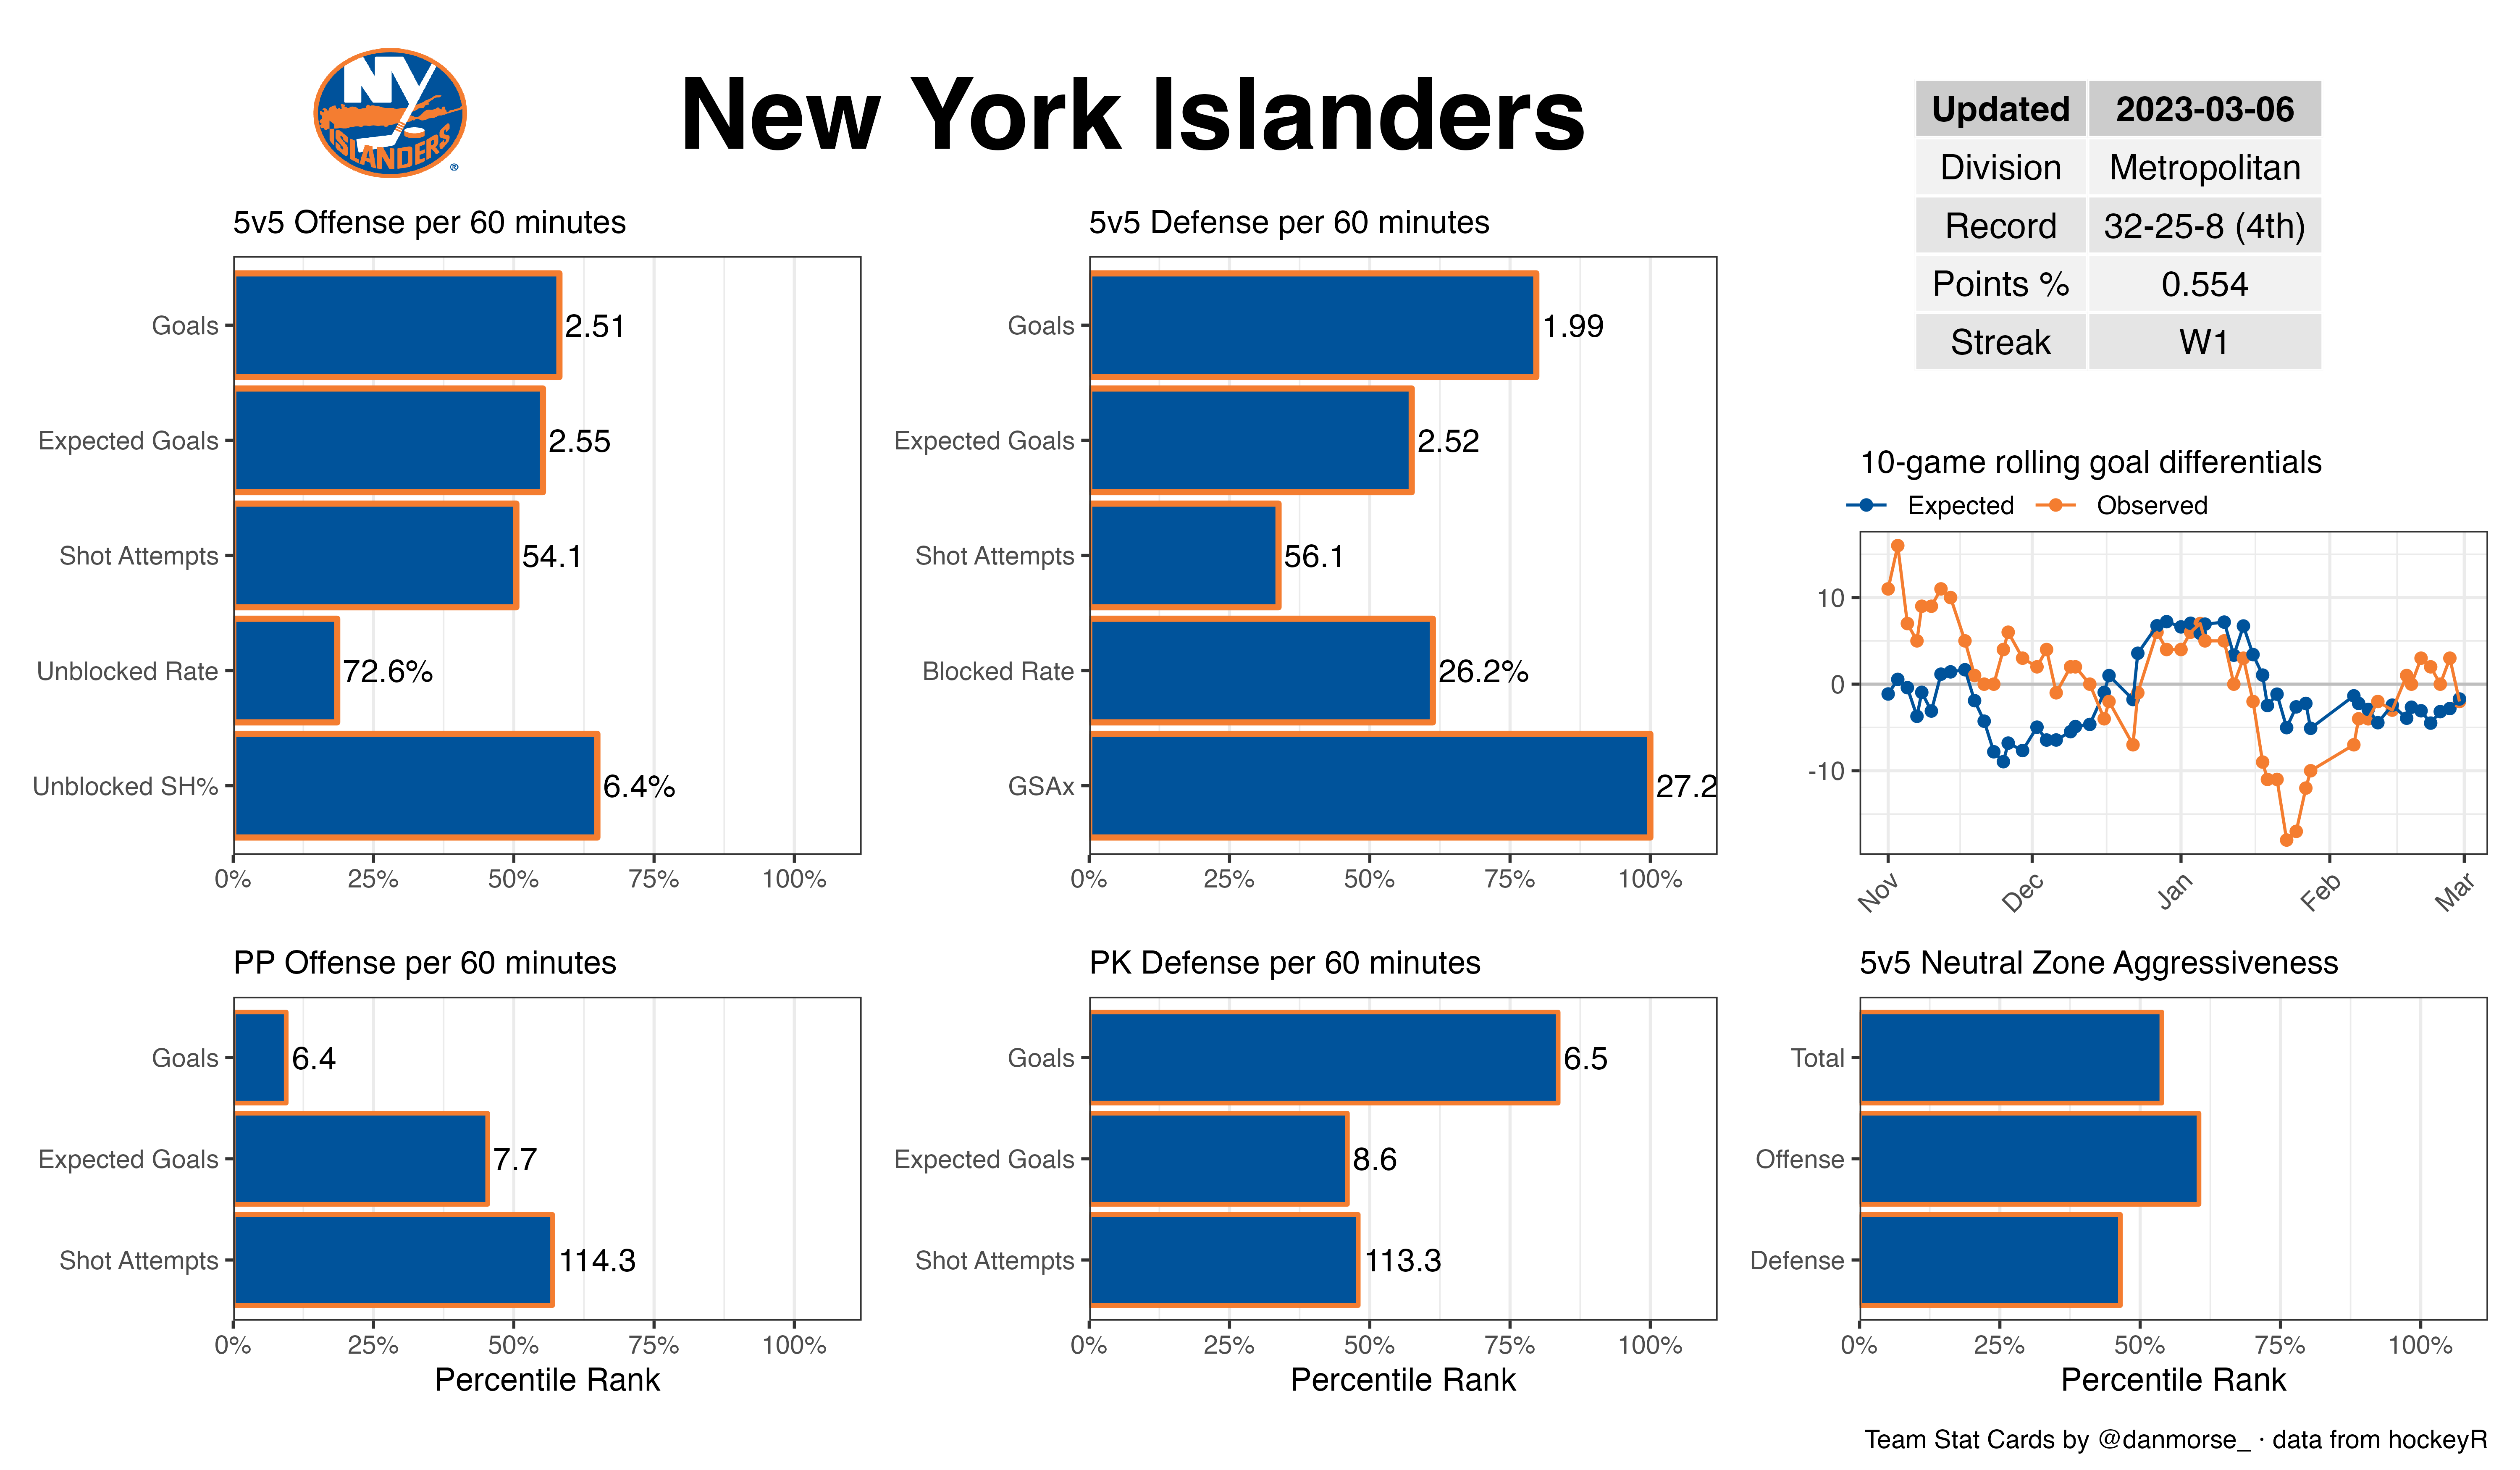 NY
ISLANDERS
®
New York Islanders
Updated 2023-03-06
Division Metropolitan
Record 32-25-8 (4th)
Points % 0.554
Streak W1
5v5 Offense per 60 minutes
Goals 2.51
Expected Goals 2.55
Shot Attempts 54.1
Unblocked Rate 72.6%
Unblocked SH% 6.4%
0% 25% 50% 75% 100%
5v5 Defense per 60 minutes
Goals 1.99
Expected Goals 2.52
Shot Attempts 56.1
Blocked Rate 26.2%
GSAx 27.2
0% 25% 50% 75% 100%
10-game rolling goal differentials
Expected Observed
10
0
-10
Nov Dec Jan Feb Mar
PP Offense per 60 minutes
Goals 6.4
Expected Goals 7.7
Shot Attempts 114.3
0% 25% 50% 75% 100%
Percentile Rank
PK Defense per 60 minutes
Goals 6.5
Expected Goals 8.6
Shot Attempts 113.3
0% 25% 50% 75% 100%
Percentile Rank
5v5 Neutral Zone Aggressiveness
Total
Offense
Defense
0% 25% 50% 75% 100%
Percentile Rank
Team Stat Cards by @danmorse_ · data from hockeyR